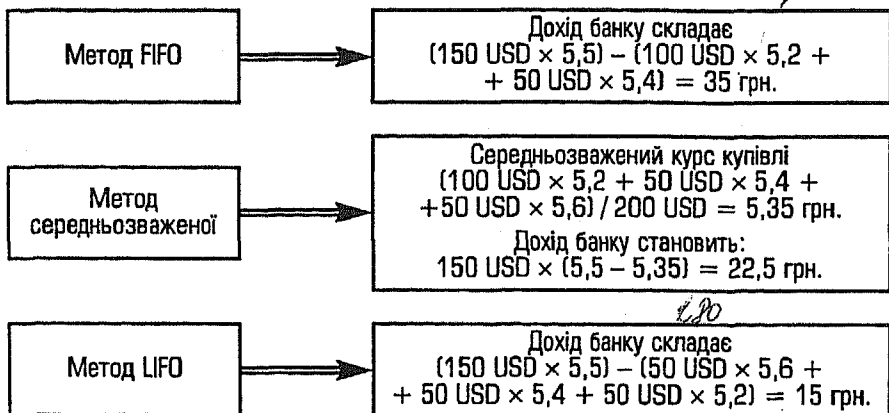 Метод FIFO
Дохід банку складає
(150 USD × 5,5) – (100 USD × 5,2 +
+ 50 USD × 5,4) = 35 грн.
Метод
середньозваженої
Середньозважений курс купівлі
(100 USD × 5,2 + 50 USD × 5,4 +
+50 USD × 5,6) / 200 USD = 5,35 грн.
Дохід банку становить:
150 USD × (5,5 – 5,35) = 22,5 грн.
Метод LIFO
Дохід банку складає
(150 USD × 5,5) – (50 USD × 5,6 +
+ 50 USD × 5,4 + 50 USD × 5,2) = 15 грн.